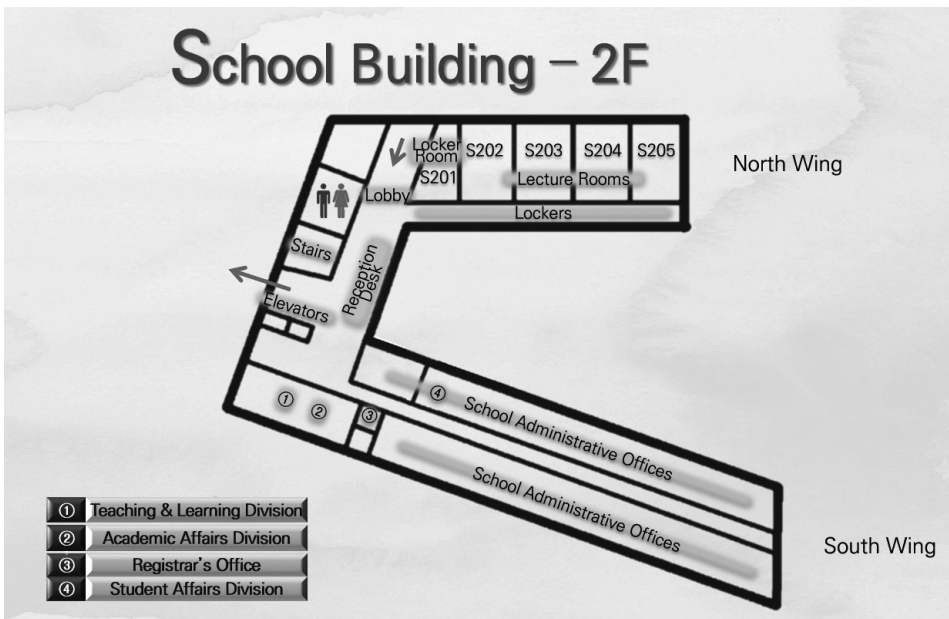 School Building – 2F
Locker
Room
S201
S202
S203
S204
S205
Lecture Rooms
North Wing
Lobby
Lockers
Stairs
Reception
Desk
Elevators
① ②
③
④ School Administrative Offices
School Administrative Offices
South Wing
① Teaching & Learning Division
② Academic Affairs Division
③ Registrar's Office
④ Student Affairs Division